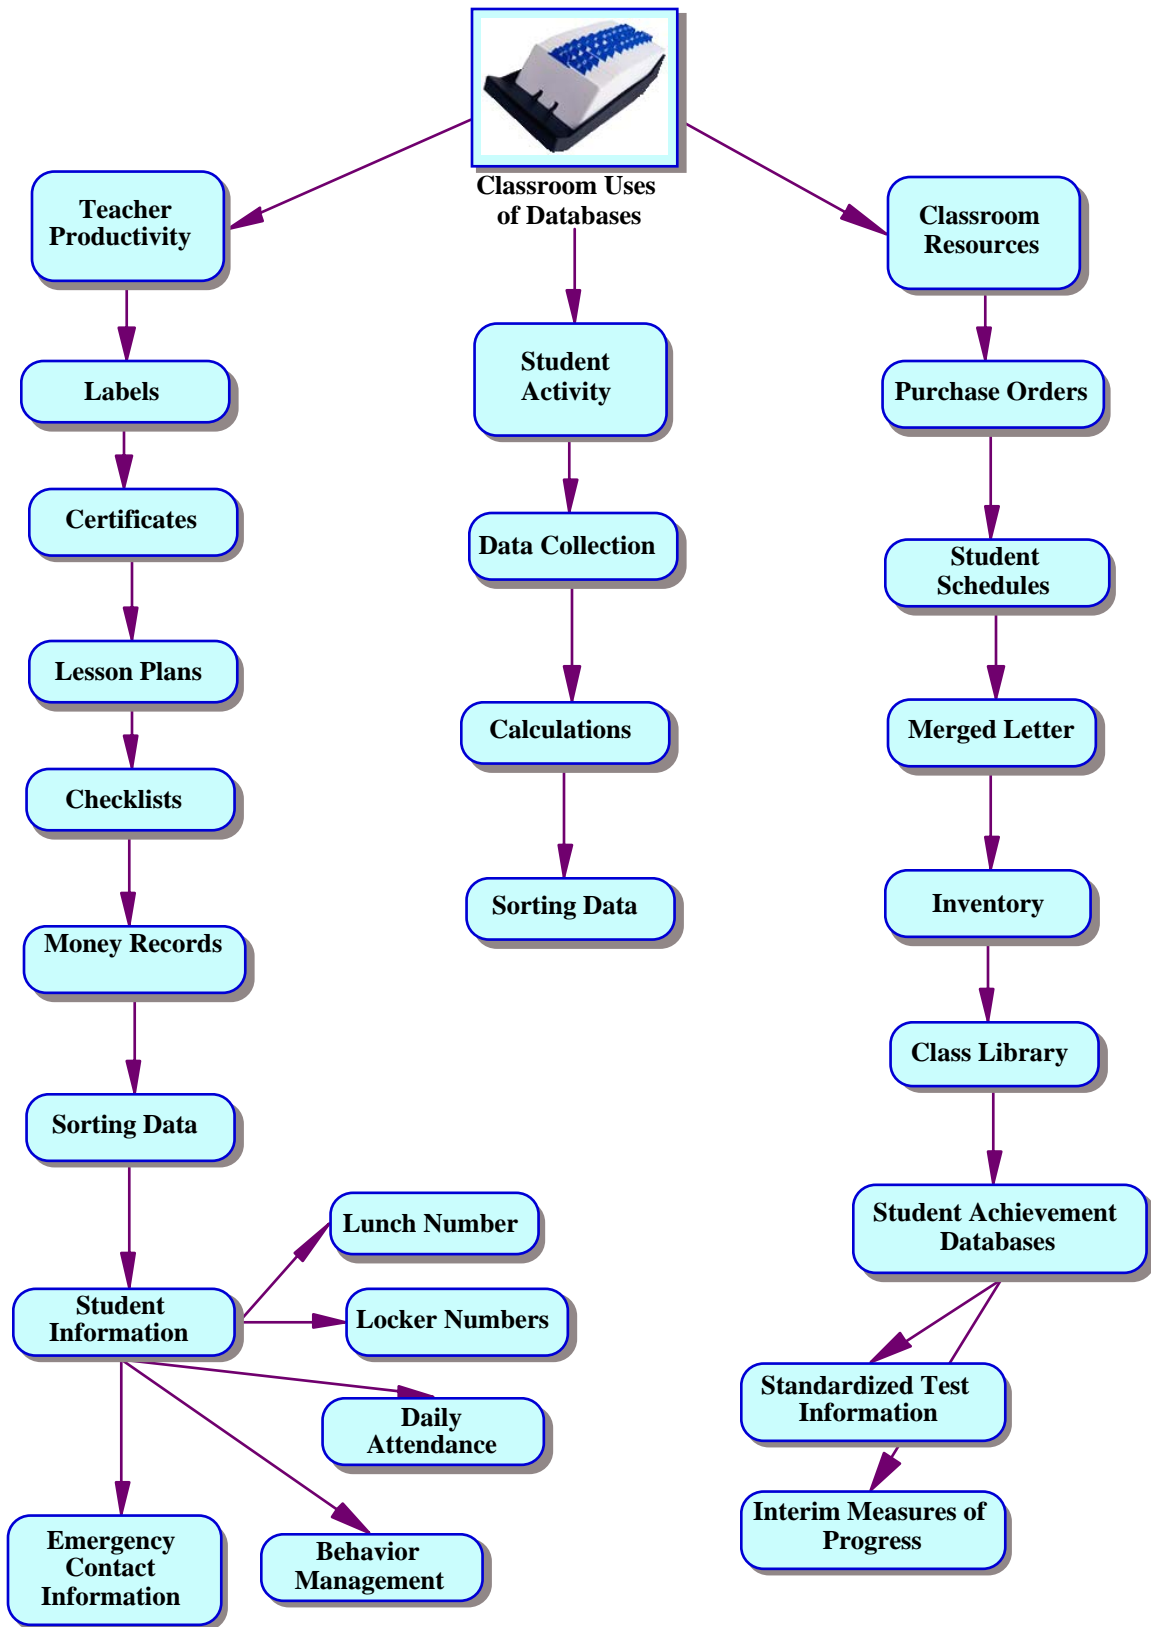 Classroom Uses
of Databases
Teacher
Productivity
Labels
Certificates
Lesson Plans
Checklists
Money Records
Sorting Data
Student
Information
Lunch Number
Locker Numbers
Daily
Attendance
Behavior
Management
Emergency
Contact
Information
Student
Activity
Data Collection
Calculations
Sorting Data
Classroom
Resources
Purchase Orders
Student
Schedules
Merged Letter
Inventory
Class Library
Student Achievement
Databases
Standardized Test
Information
Interim Measures of
Progress